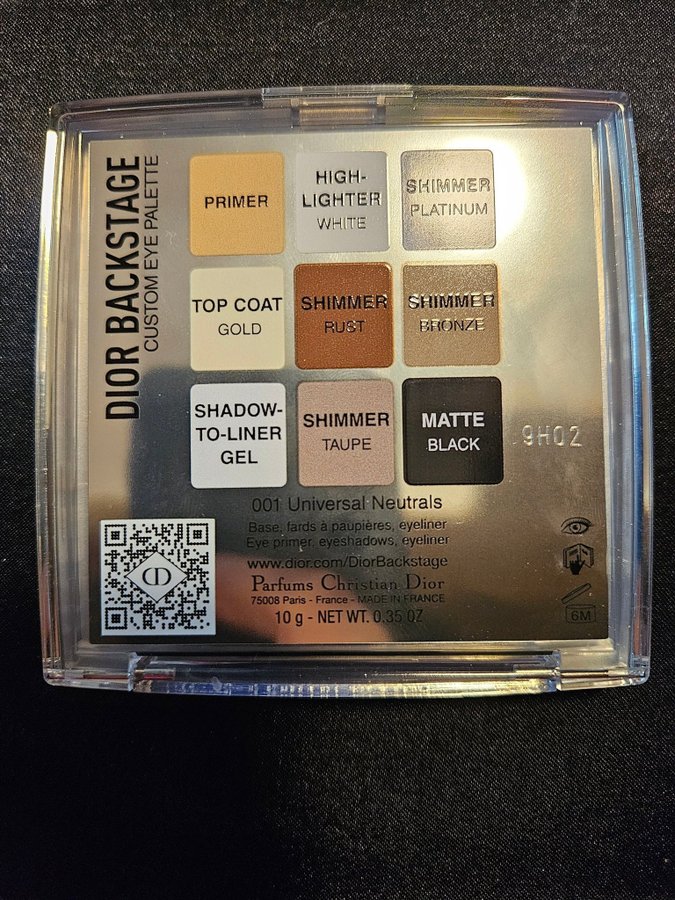 DIOR BACKSTAGE
CUSTOM EYE PALETTE
PRIMER
HIGH-
LIGHTER
WHITE
SHIMMER
PLATINUM
TOP COAT
GOLD
SHIMMER
RUST
SHIMMER
BRONZE
SHADOW-
TO-LINER
GEL
SHIMMER
TAUPE
MATTE
BLACK
9H02
001 Universal Neutrals
Base, fards à paupières, eyeliner
Eye primer, eyeshadows, eyeliner
www.dior.com/DiorBackstage
Parfums Christian Dior
75008 Paris - France - MADE IN FRANCE
10 g - NET WT. 0.35 OZ
CD
6M